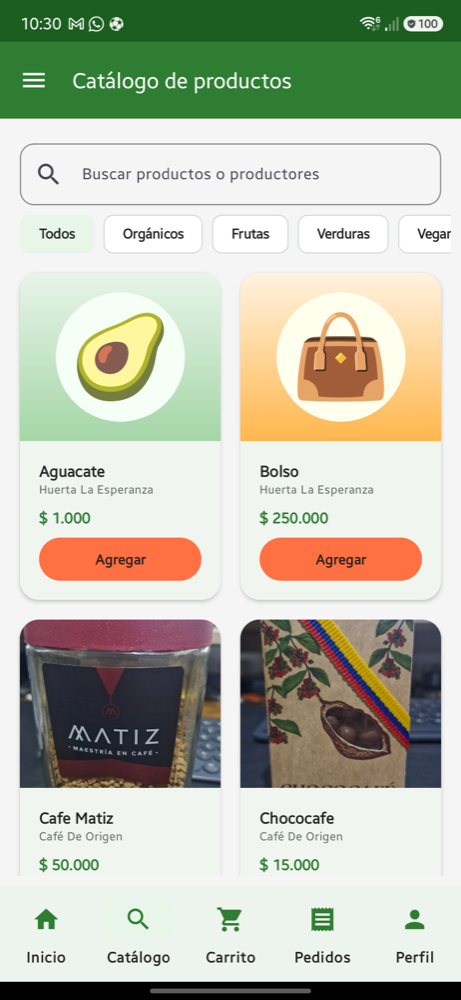 10:30
100
Catálogo de productos
Buscar productos o productores
Todos Orgánicos Frutas Verduras Vegan
Aguacate
Huerta La Esperanza
$ 1.000
Agregar
Bolso
Huerta La Esperanza
$ 250.000
Agregar
MATIZ
• MAESTRÍA EN CAFÉ •
Cafe Matiz
Café De Origen
$ 50.000
Chococafe
Café De Origen
$ 15.000
Inicio Catálogo Carrito Pedidos Perfil